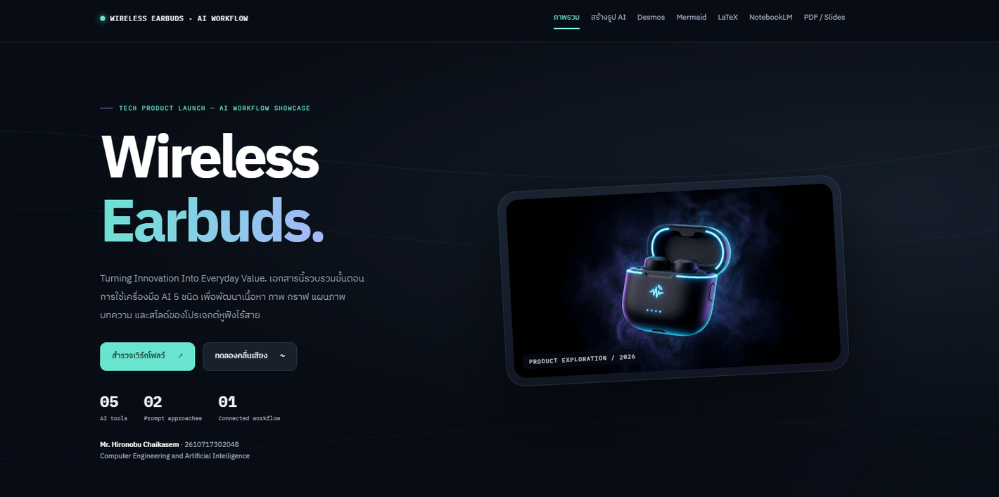 WIRELESS EARBUDS · AI WORKFLOW
ภาพรวม สร้างรูป AI Desmos Mermaid LaTeX NotebookLM PDF / Slides
TECH PRODUCT LAUNCH — AI WORKFLOW SHOWCASE
Wireless
Earbuds.
Turning Innovation Into Everyday Value. เอกสารนี้รวบรวมขั้นตอน
การใช้เครื่องมือ AI 5 ชนิด เพื่อพัฒนาเนื้อหา ภาพ กราฟ แผนภาพ
บทความ และสไลด์ของโปรเจกต์หูฟังไร้สาย
สำรวจเวิร์กโฟลว์ ↗ ทดลองคลื่นเสียง ~
PRODUCT EXPLORATION / 2026
05 02 01
AI tools Prompt approaches Connected workflow
Mr. Hironobu Chaikasem · 2610717302048
Computer Engineering and Artificial Intelligence